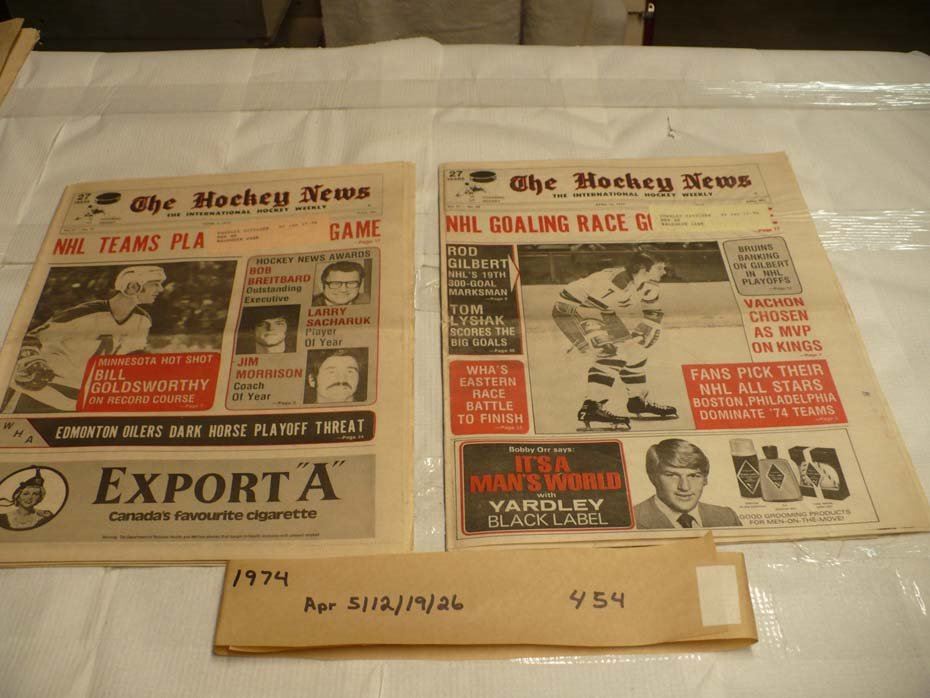 27
The Hockey News
THE INTERNATIONAL HOCKEY WEEKLY
NHL TEAMS PLA GAME
HOCKEY NEWS AWARDS
BOB
BREITBARD
Outstanding
Executive
LARRY
SACHARUK
Player
Of Year
JIM
MORRISON
Coach
Of Year
MINNESOTA HOT SHOT
BILL
GOLDSWORTHY
ON RECORD COURSE
WHA
EDMONTON OILERS DARK HORSE PLAYOFF THREAT
EXPORT "A"
Canada's favourite cigarette
27
YEARS
The Hockey News
THE INTERNATIONAL HOCKEY WEEKLY
NHL GOALING RACE G
ROD
GILBERT
NHL'S 19TH
300-GOAL
MARKSMAN
TOM
LYSIAK
SCORES THE
BIG GOALS
WHA'S
EASTERN
RACE
BATTLE
TO FINISH
BRUINS
BANKING
ON GILBERT
IN NHL
PLAYOFFS
VACHON
CHOSEN
AS MVP
ON KINGS
FANS PICK THEIR
NHL ALL STARS
BOSTON, PHILADELPHIA
DOMINATE '74 TEAMS
Bobby Orr says:
IT'S A
MAN'S WORLD
with
YARDLEY
BLACK LABEL
GOOD GROOMING PRODUCTS
FOR MEN-ON-THE-MOVE!
1974
Apr 5/12/19/26 454